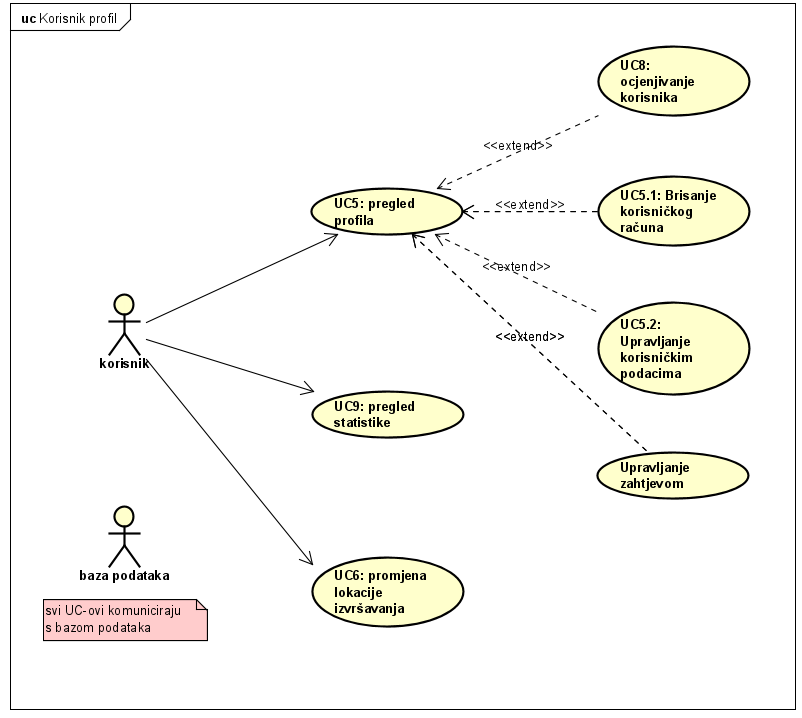 uc Korisnik profil
UC8:
ocjenjivanje
korisnika
<<extend>>
UC5: pregled
profila
<<extend>>
UC5.1: Brisanje
korisničkog
računa
<<extend>>
UC5.2:
Upravljanje
korisničkim
podacima
<<extend>>
korisnik
UC9: pregled
statistike
Upravljanje
zahtjevom
baza podataka
svi UC-ovi komuniciraju
s bazom podataka
UC6: promjena
lokacije
izvršavanja